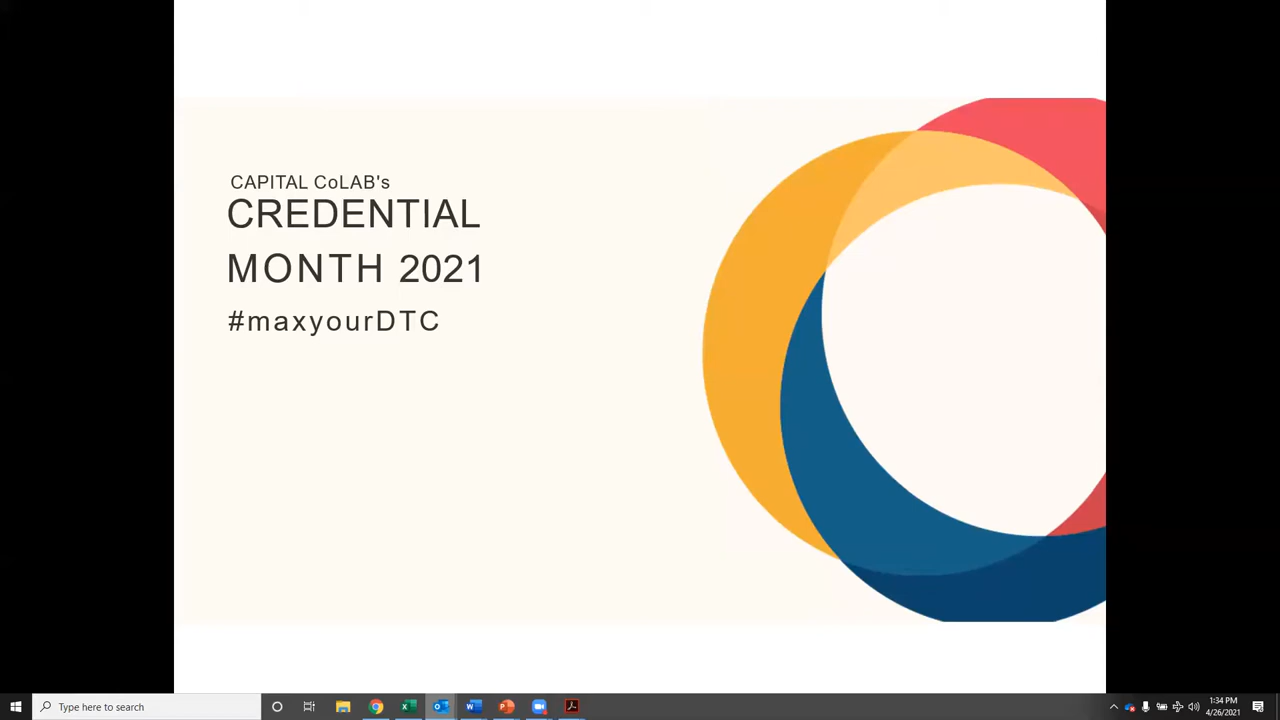 CAPITAL CoLAB's
CREDENTIAL
MONTH 2021
#maxyourDTC
Type here to search
1:34 PM
4/26/2021